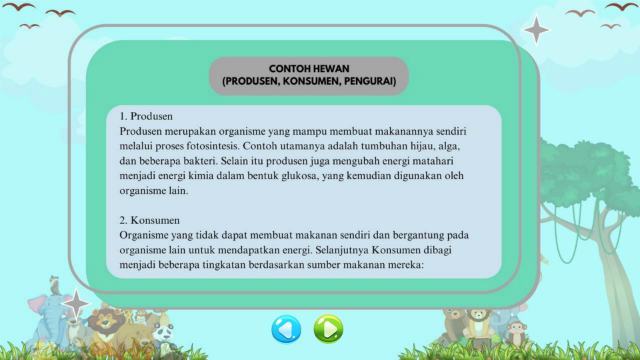 CONTOH HEWAN
(PRODUSEN, KONSUMEN, PENGURAI)
1. Produsen
Produsen merupakan organisme yang mampu membuat makanannya sendiri
melalui proses fotosintesis. Contoh utamanya adalah tumbuhan hijau, alga,
dan beberapa bakteri. Selain itu produsen juga mengubah energi matahari
menjadi energi kimia dalam bentuk glukosa, yang kemudian digunakan oleh
organisme lain.
2. Konsumen
Organisme yang tidak dapat membuat makanan sendiri dan bergantung pada
organisme lain untuk mendapatkan energi. Selanjutnya Konsumen dibagi
menjadi beberapa tingkatan berdasarkan sumber makanan mereka: